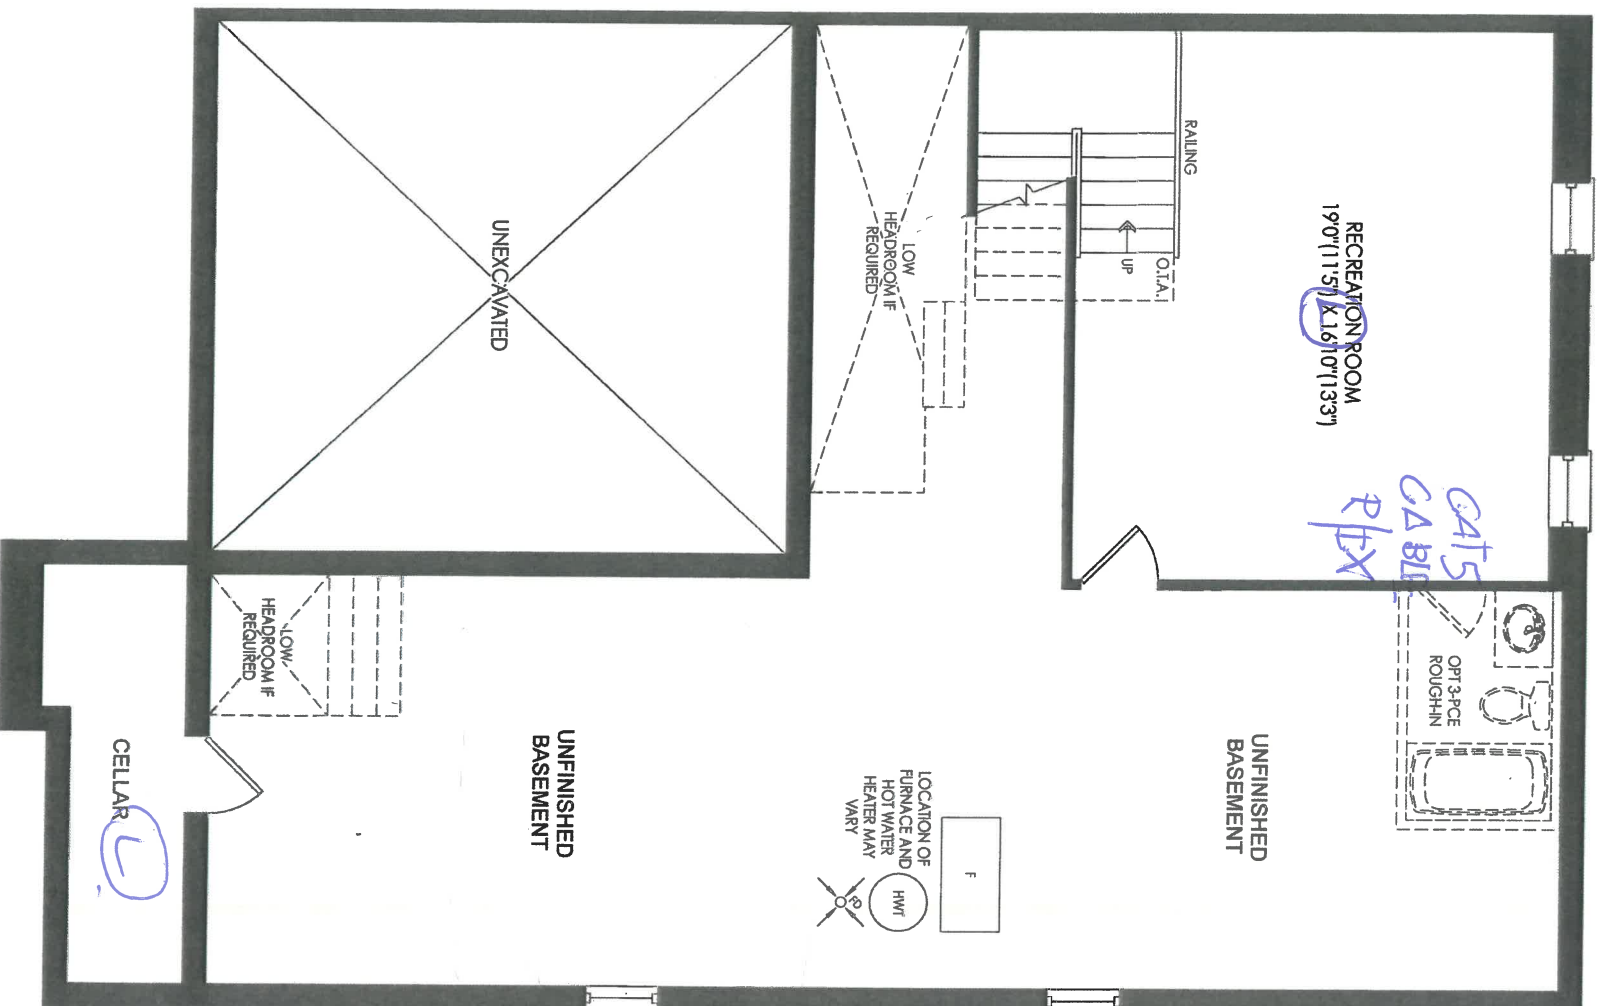 RAILING
UP
O.T.A.
RECREATION ROOM
19'0"(11'5") X 16'10"(13'3")
L
CAT5
CABLE
R/EX
LOW
HEADROOM IF
REQUIRED
UNEXCAVATED
OPT 3-PCE
ROUGH-IN
UNFINISHED
BASEMENT
LOCATION OF
FURNACE AND
HOT WATER
HEATER MAY
VARY
F
HWT
FD
UNFINISHED
BASEMENT
LOW
HEADROOM IF
REQUIRED
CELLAR
L